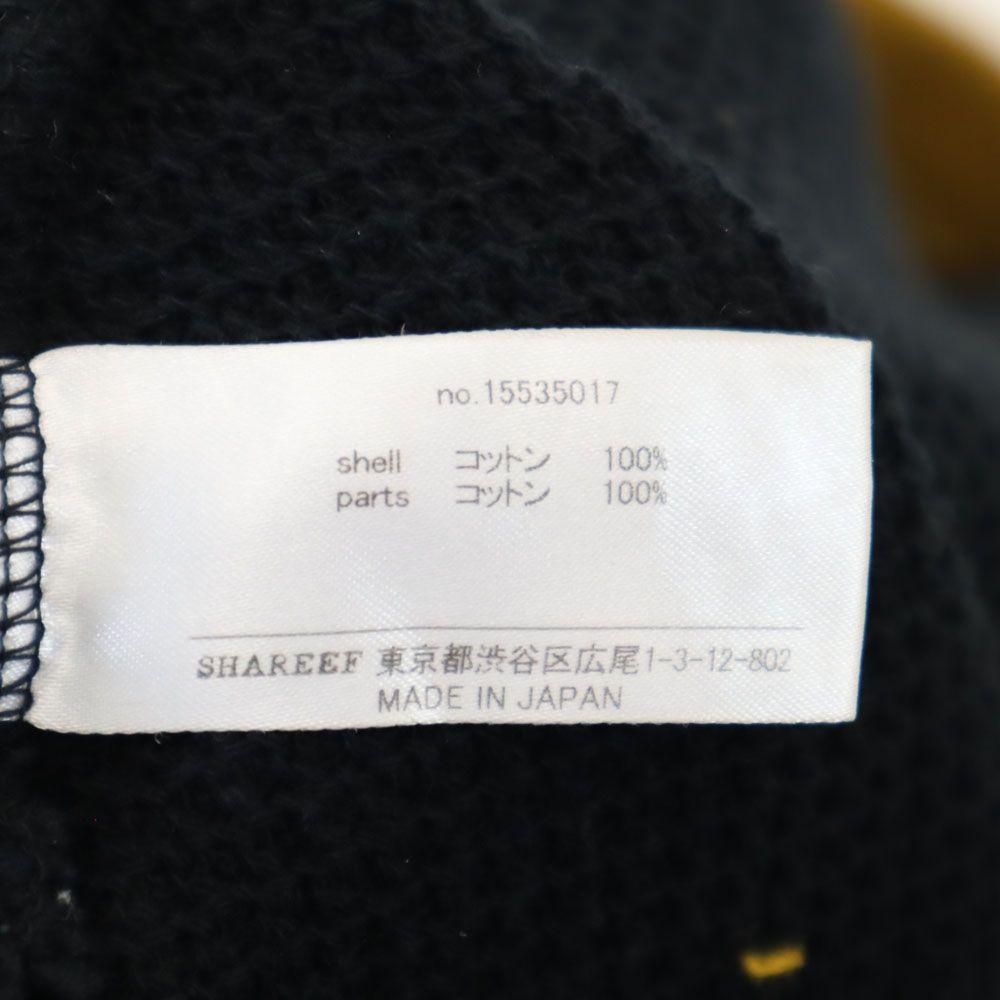 no.15535017
shell コットン 100%
parts コットン 100%
SHAREEF 東京都渋谷区広尾1-3-12-802
MADE IN JAPAN